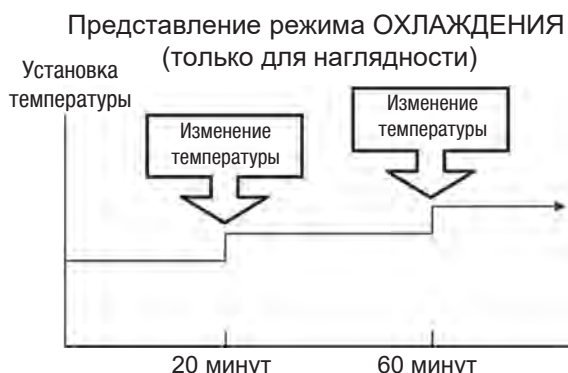 Представление режима ОХЛАЖДЕНИЯ
(только для наглядности)
Установка
температуры
Изменение
температуры
Изменение
температуры
20 минут
60 минут